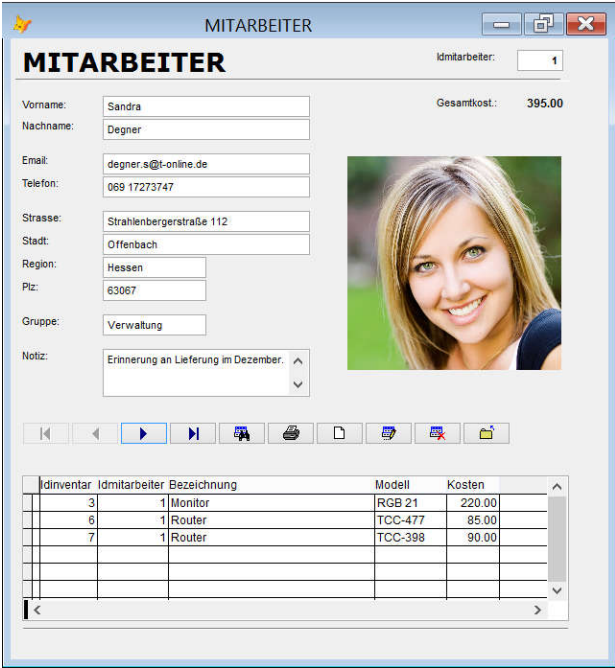 MITARBEITER
MITARBEITER
Idmitarbeiter: 1
Vorname: Sandra
Gesamtkost.: 395.00
Nachname: Degner
Email: degner.s@t-online.de
Telefon: 069 17273747
Strasse: Strahlenbergerstraße 112
Stadt: Offenbach
Region: Hessen
Plz: 63067
Gruppe: Verwaltung
Notiz: Erinnerung an Lieferung im Dezember.
Idinventar Idmitarbeiter Bezeichnung Modell Kosten
3 1 Monitor RGB 21 220.00
6 1 Router TCC-477 85.00
7 1 Router TCC-398 90.00